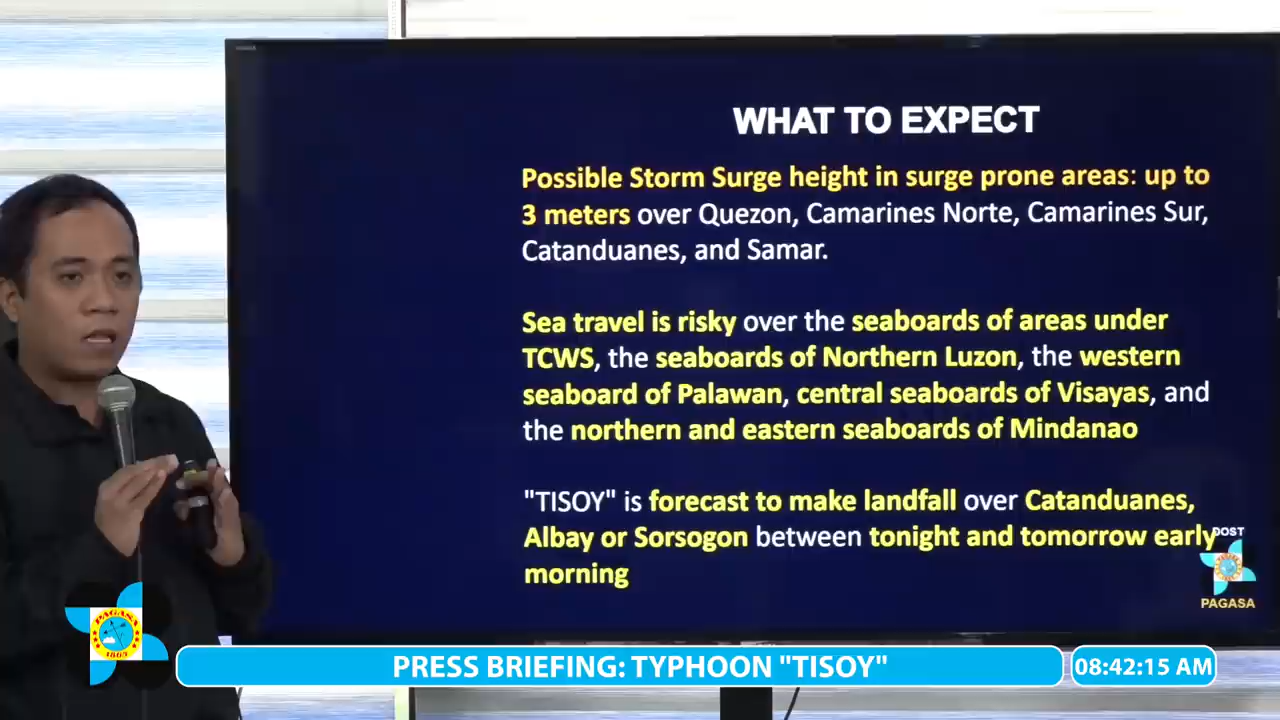 WHAT TO EXPECT
Possible Storm Surge height in surge prone areas: up to
3 meters over Quezon, Camarines Norte, Camarines Sur,
Catanduanes, and Samar.
Sea travel is risky over the seaboards of areas under
TCWS, the seaboards of Northern Luzon, the western
seaboard of Palawan, central seaboards of Visayas, and
the northern and eastern seaboards of Mindanao
"TISOY" is forecast to make landfall over Catanduanes,
Albay or Sorsogon between tonight and tomorrow early
morning
DOST
PAGASA
PAGASA
1865
PRESS BRIEFING: TYPHOON "TISOY"
08:42:15 AM